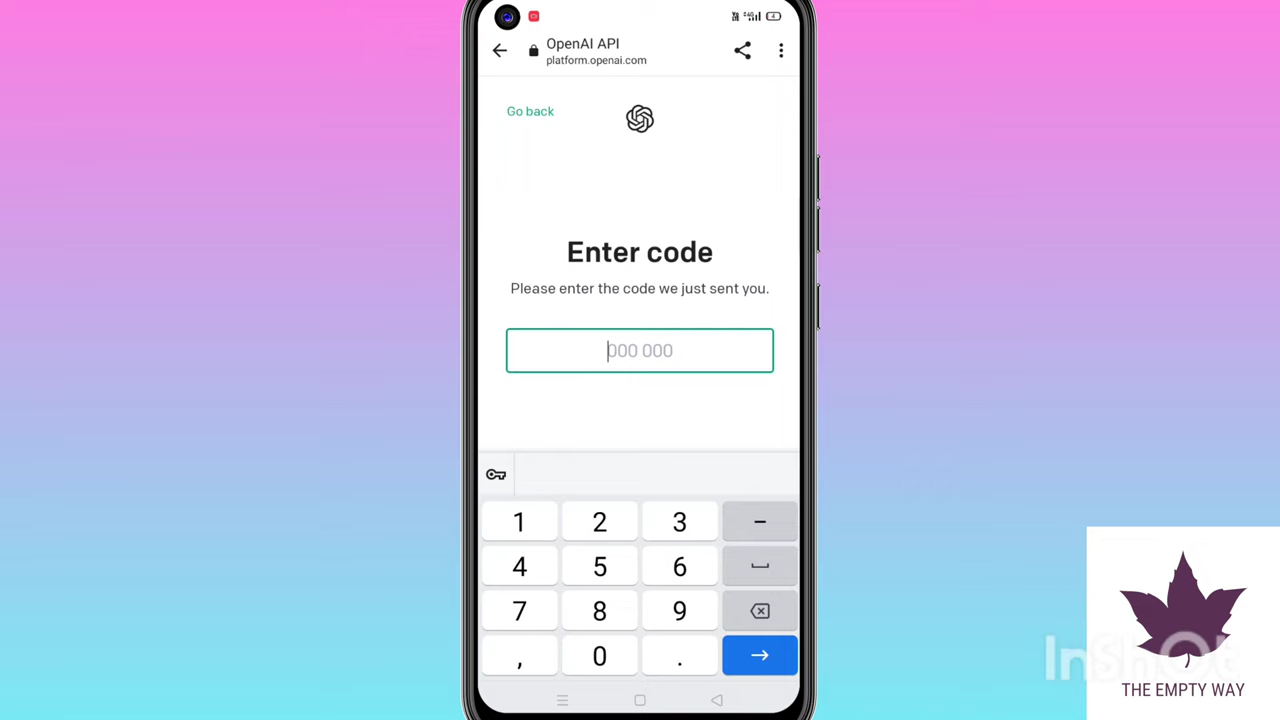 OpenAI API
platform.openai.com
Go back
Enter code
Please enter the code we just sent you.
000 000
1 2 3 –
4 5 6
7 8 9
, 0 .
InShOt
THE EMPTY WAY